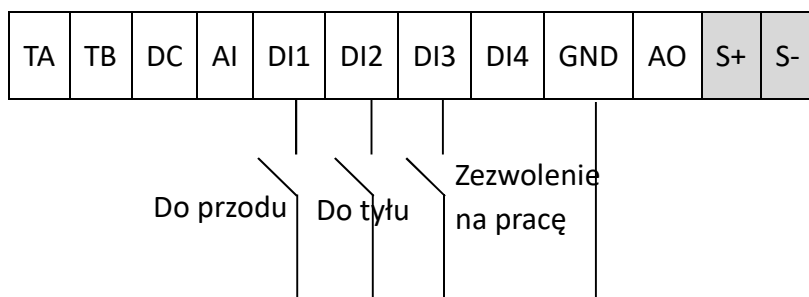 TA TB DC AI DI1 DI2 DI3 DI4 GND AO S+ S-
Do przodu
Do tyłu
Zezwolenie
na pracę